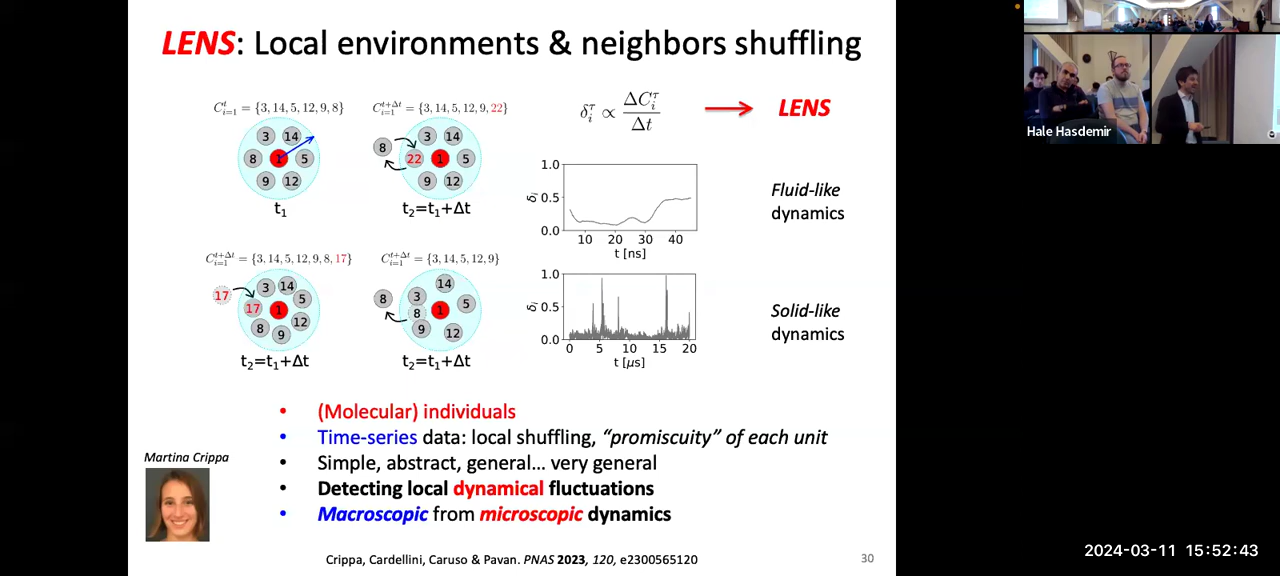 LENS: Local environments & neighbors shuffling
C^t_{i=1} = {3, 14, 5, 12, 9, 8}
C^{t+Δt}_{i=1} = {3, 14, 5, 12, 9, 22}
δ^τ_i ∝ ΔC^τ_i / Δt
LENS
3 14
8 1 5
9 12
t₁
8 3 14
22 1 5
9 12
t₂=t₁+Δt
1.0
δᵢ 0.5
0.0
10 20 30 40
t [ns]
Fluid-like
dynamics
C^{t+Δt}_{i=1} = {3, 14, 5, 12, 9, 8, 17}
C^{t+Δt}_{i=1} = {3, 14, 5, 12, 9}
17 3 14
5
17 1
12
8 9
t₂=t₁+Δt
14
8 3 5
8 1
9 12
t₂=t₁+Δt
1.0
δᵢ 0.5
0.0
0 5 10 15 20
t [μs]
Solid-like
dynamics
• (Molecular) individuals
• Time-series data: local shuffling, “promiscuity” of each unit
• Simple, abstract, general... very general
• Detecting local dynamical fluctuations
• Macroscopic from microscopic dynamics
Martina Crippa
Crippa, Cardellini, Caruso & Pavan. PNAS 2023, 120, e2300565120
30
Hale Hasdemir
2024-03-11 15:52:43